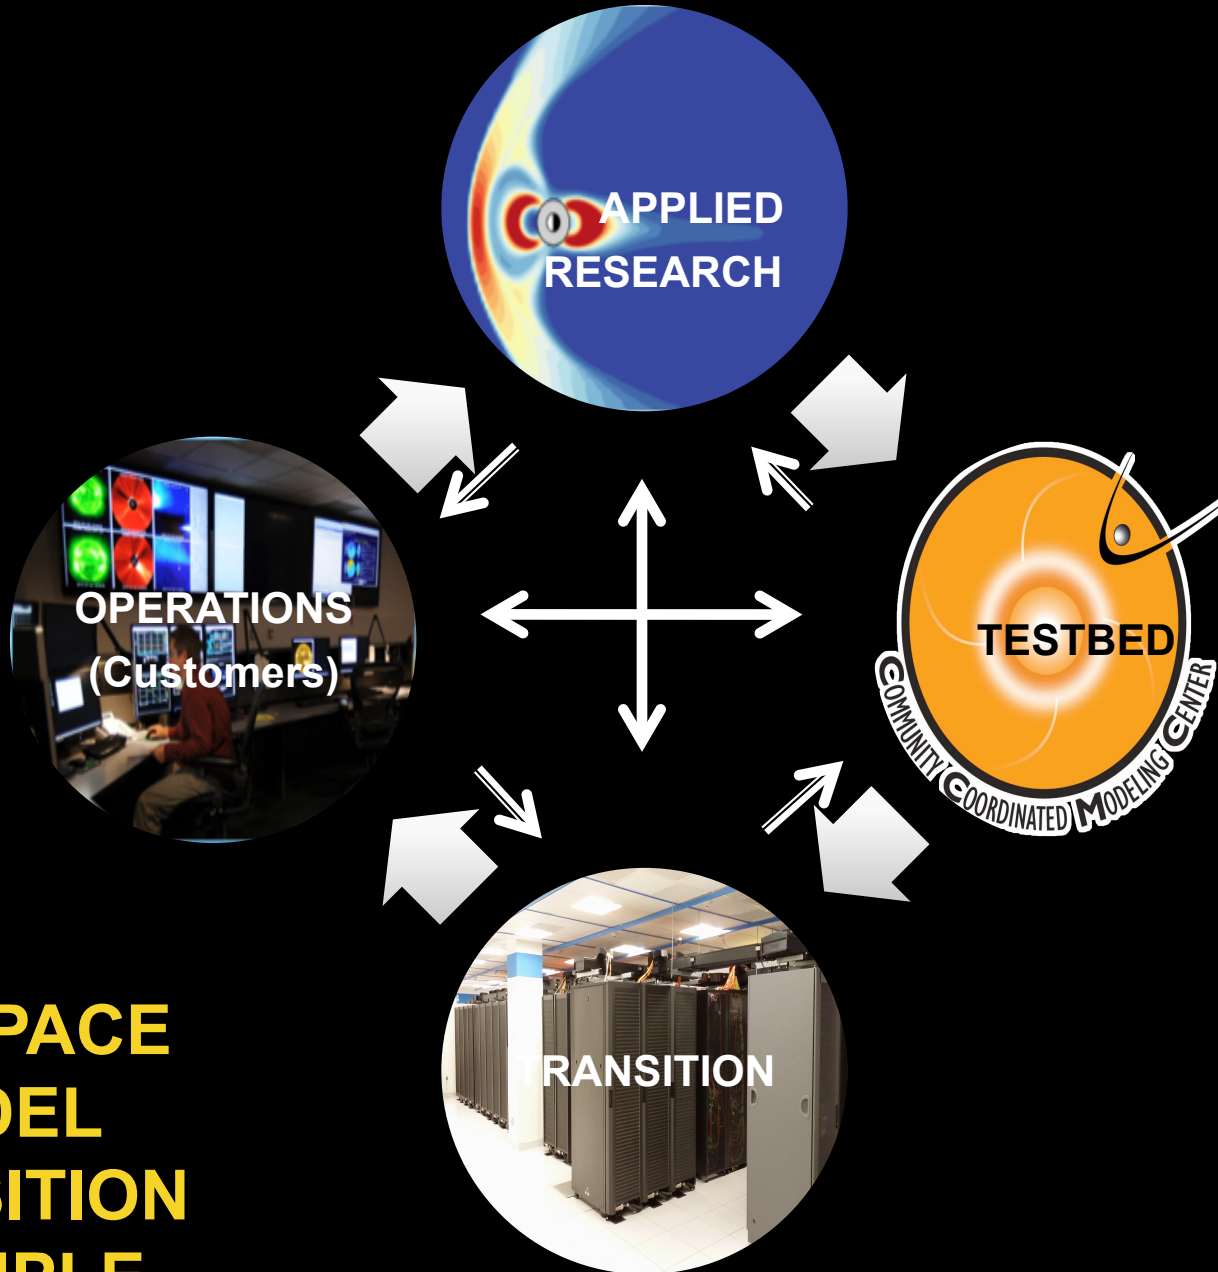 APPLIED
RESEARCH
OPERATIONS
(Customers)
TESTBED
COMMUNITY COORDINATED MODELING CENTER
TRANSITION
PACE
DEL
SITION